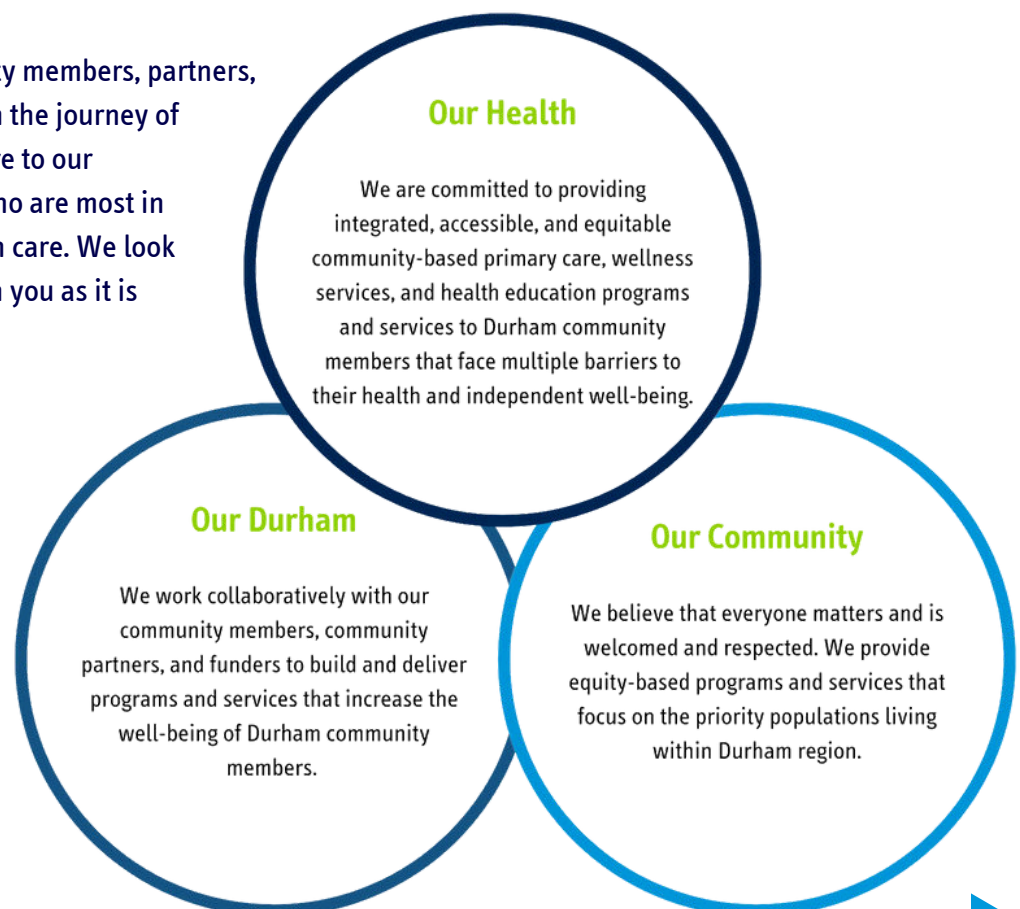 ty members, partners,
the journey of
e to our
who are most in
care. We look
you as it is
Our Health
We are committed to providing
integrated, accessible, and equitable
community-based primary care, wellness
services, and health education programs
and services to Durham community
members that face multiple barriers to
their health and independent well-being.
Our Durham
We work collaboratively with our
community members, community
partners, and funders to build and deliver
programs and services that increase the
well-being of Durham community
members.
Our Community
We believe that everyone matters and is
welcomed and respected. We provide
equity-based programs and services that
focus on the priority populations living
within Durham region.